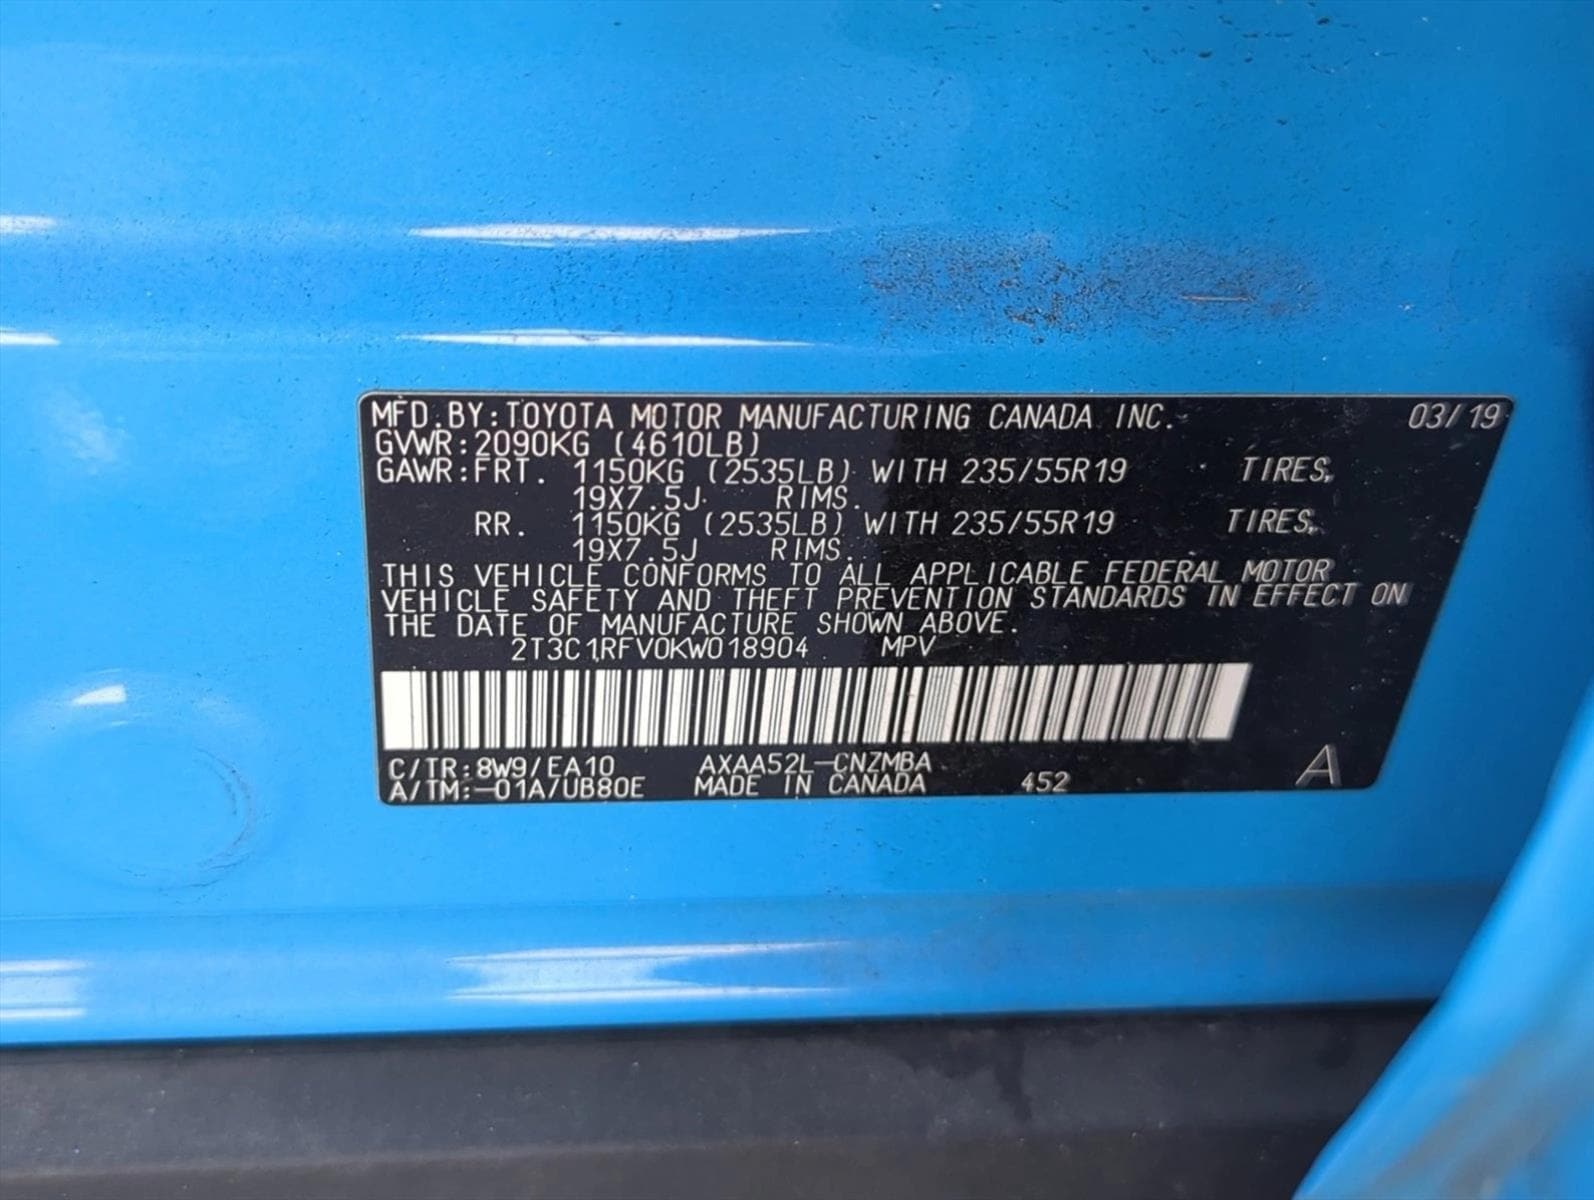 MFD.BY:TOYOTA MOTOR MANUFACTURING CANADA INC. 03/19
GVWR:2090KG (4610LB)
GAWR:FRT. 1150KG (2535LB) WITH 235/55R19 TIRES,
19X7.5J RIMS.
RR. 1150KG (2535LB) WITH 235/55R19 TIRES,
19X7.5J RIMS.
THIS VEHICLE CONFORMS TO ALL APPLICABLE FEDERAL MOTOR
VEHICLE SAFETY AND THEFT PREVENTION STANDARDS IN EFFECT ON
THE DATE OF MANUFACTURE SHOWN ABOVE.
2T3C1RFV0KW018904 MPV
C/TR:8W9/EA10 AXAA52L-CNZMBA
A/TM:-01A/UB80E MADE IN CANADA 452 A